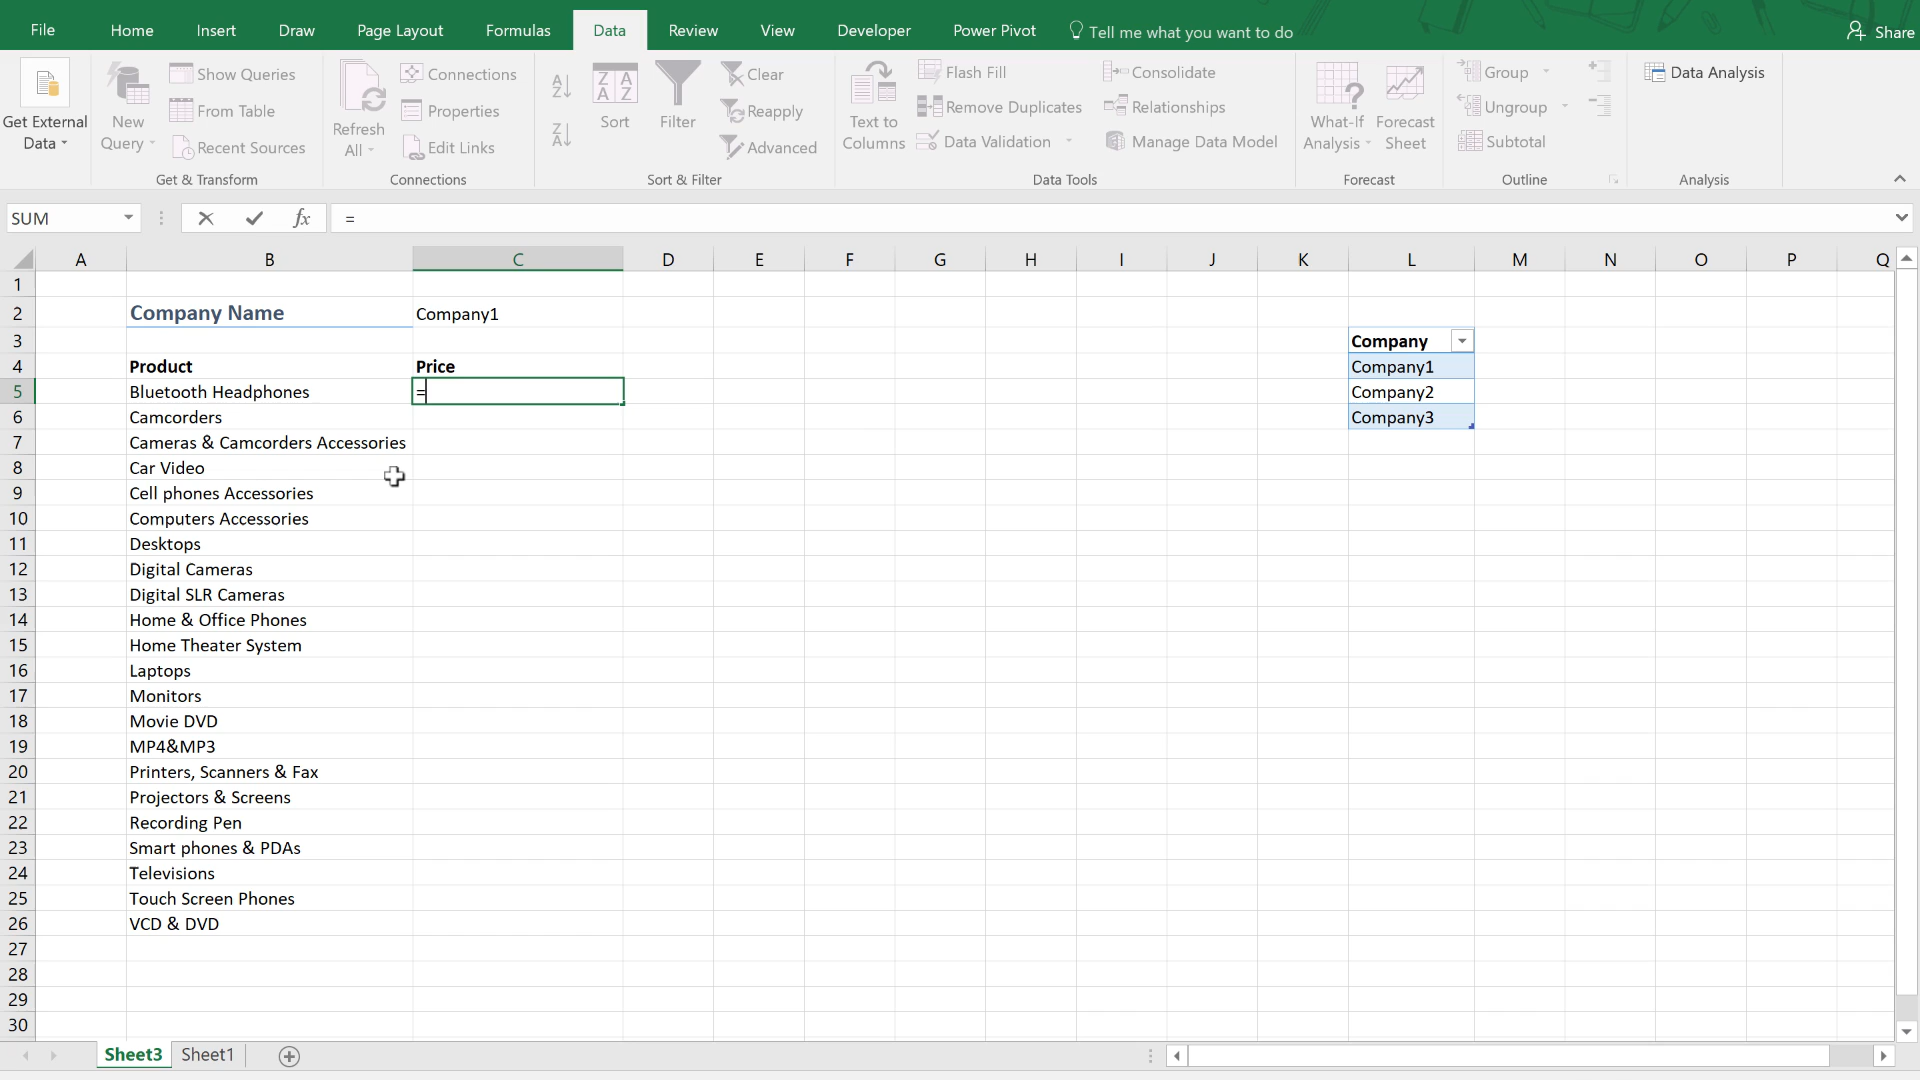 File Home Insert Draw Page Layout Formulas Data Review View Developer Power Pivot Tell me what you want to do Share
Get External Data
New Query
Show Queries
From Table
Recent Sources
Get & Transform
Refresh All
Connections
Properties
Edit Links
Connections
Sort
Filter
Clear
Reapply
Advanced
Sort & Filter
Text to Columns
Flash Fill
Remove Duplicates
Data Validation
Consolidate
Relationships
Manage Data Model
Data Tools
What-If Analysis
Forecast Sheet
Forecast
Group
Ungroup
Subtotal
Outline
Data Analysis
Analysis
SUM fx =
A B C D E F G H I J K L M N O P Q
1
2 Company Name Company1
3 Company
4 Product Price Company1
5 Bluetooth Headphones = Company2
6 Camcorders Company3
7 Cameras & Camcorders Accessories
8 Car Video
9 Cell phones Accessories
10 Computers Accessories
11 Desktops
12 Digital Cameras
13 Digital SLR Cameras
14 Home & Office Phones
15 Home Theater System
16 Laptops
17 Monitors
18 Movie DVD
19 MP4&MP3
20 Printers, Scanners & Fax
21 Projectors & Screens
22 Recording Pen
23 Smart phones & PDAs
24 Televisions
25 Touch Screen Phones
26 VCD & DVD
27
28
29
30
Sheet3 Sheet1